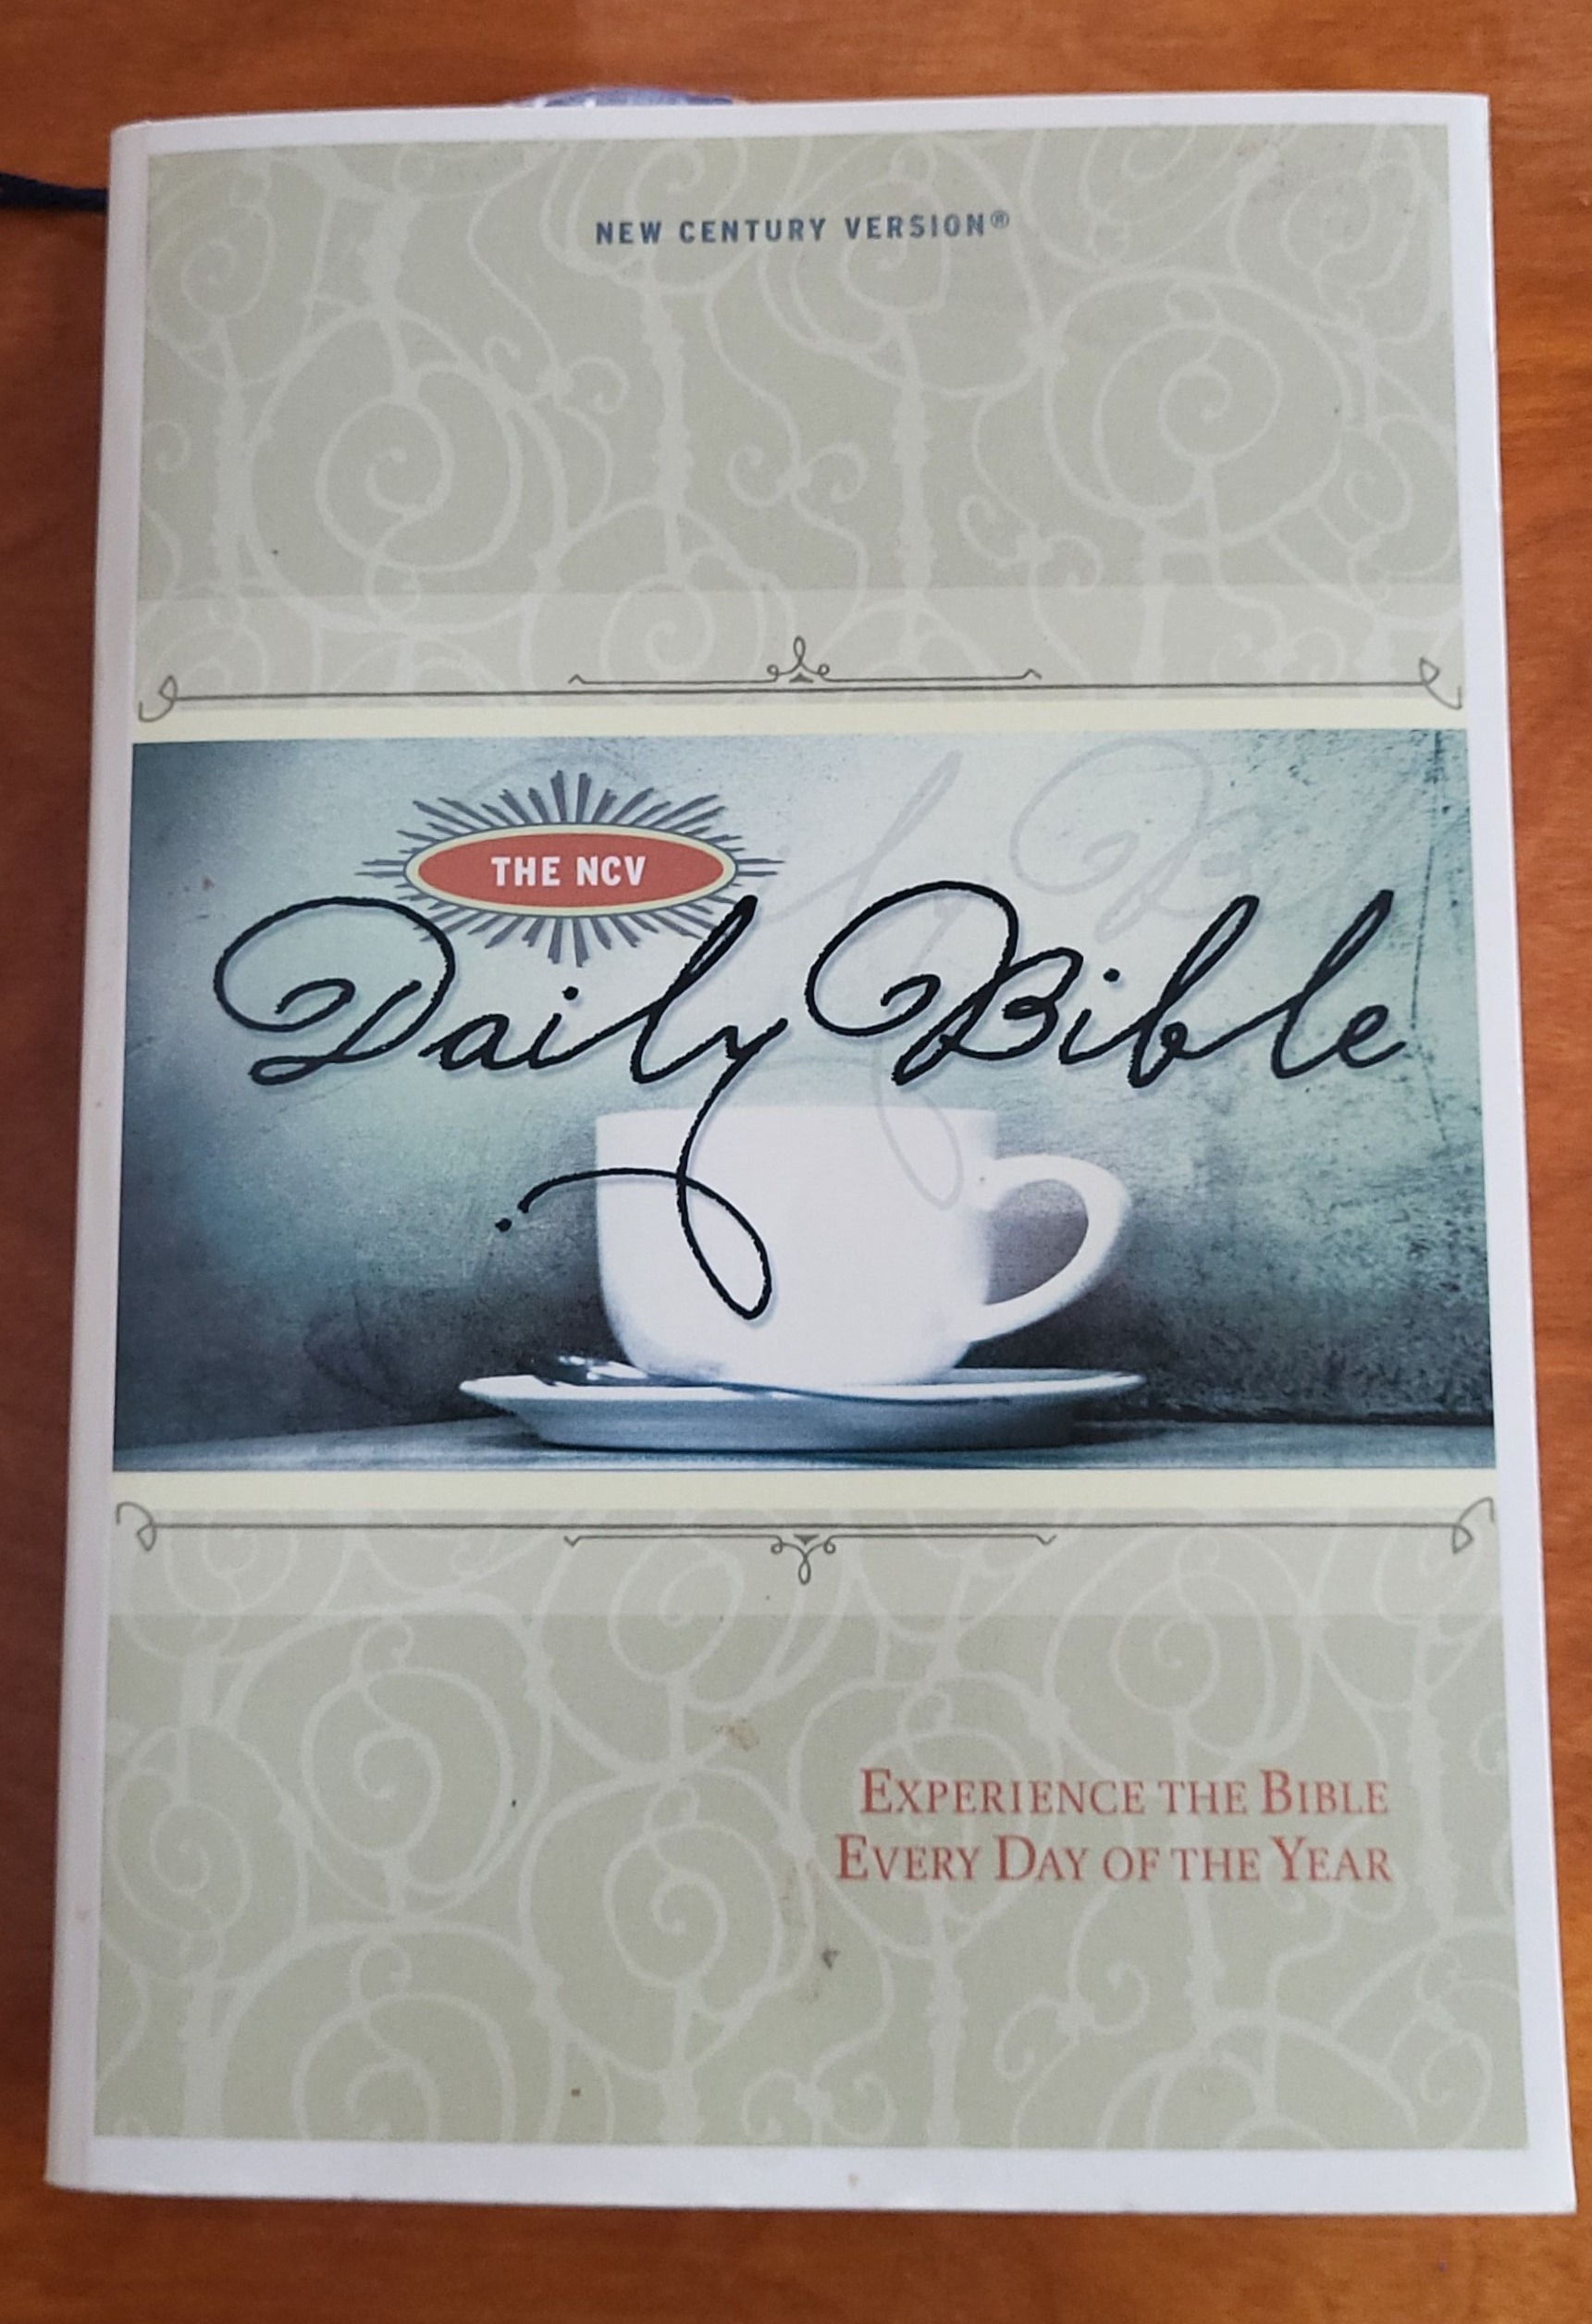 NEW CENTURY VERSION®
THE NCV
Daily Bible
EXPERIENCE THE BIBLE
EVERY DAY OF THE YEAR